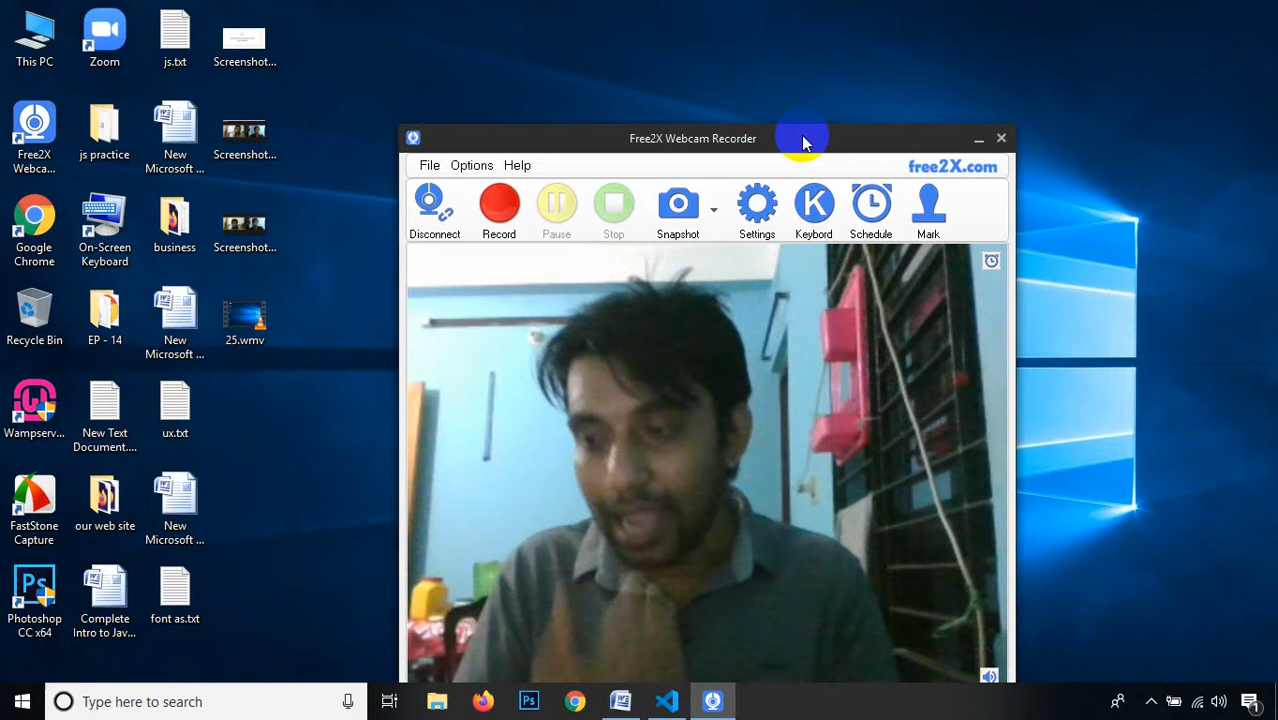 This PC
Zoom
js.txt
Screenshot...
Free2X
Webca...
js practice
New
Microsoft ...
Screenshot...
Google
Chrome
On-Screen
Keyboard
business
Screenshot...
Recycle Bin
EP - 14
New
Microsoft ...
25.wmv
Wampserv...
New Text
Document....
ux.txt
FastStone
Capture
our web site
New
Microsoft ...
Ps
Photoshop
CC x64
Complete
Intro to Jav...
font as.txt
Free2X Webcam Recorder
File Options Help
free2X.com
Disconnect Record Pause Stop Snapshot Settings Keybord Schedule Mark
K
Type here to search
Ps
1